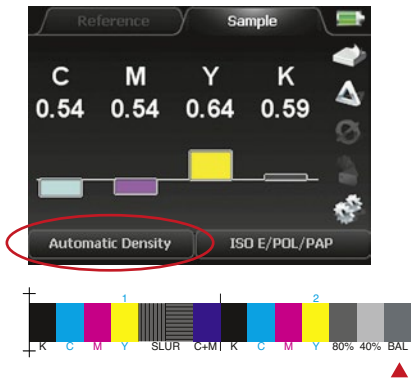 Reference Sample
C M Y K
0.54 0.54 0.64 0.59
Automatic Density ISO E/POL/PAP
1 2
K C M Y SLUR C+M K C M Y 80% 40% BAL